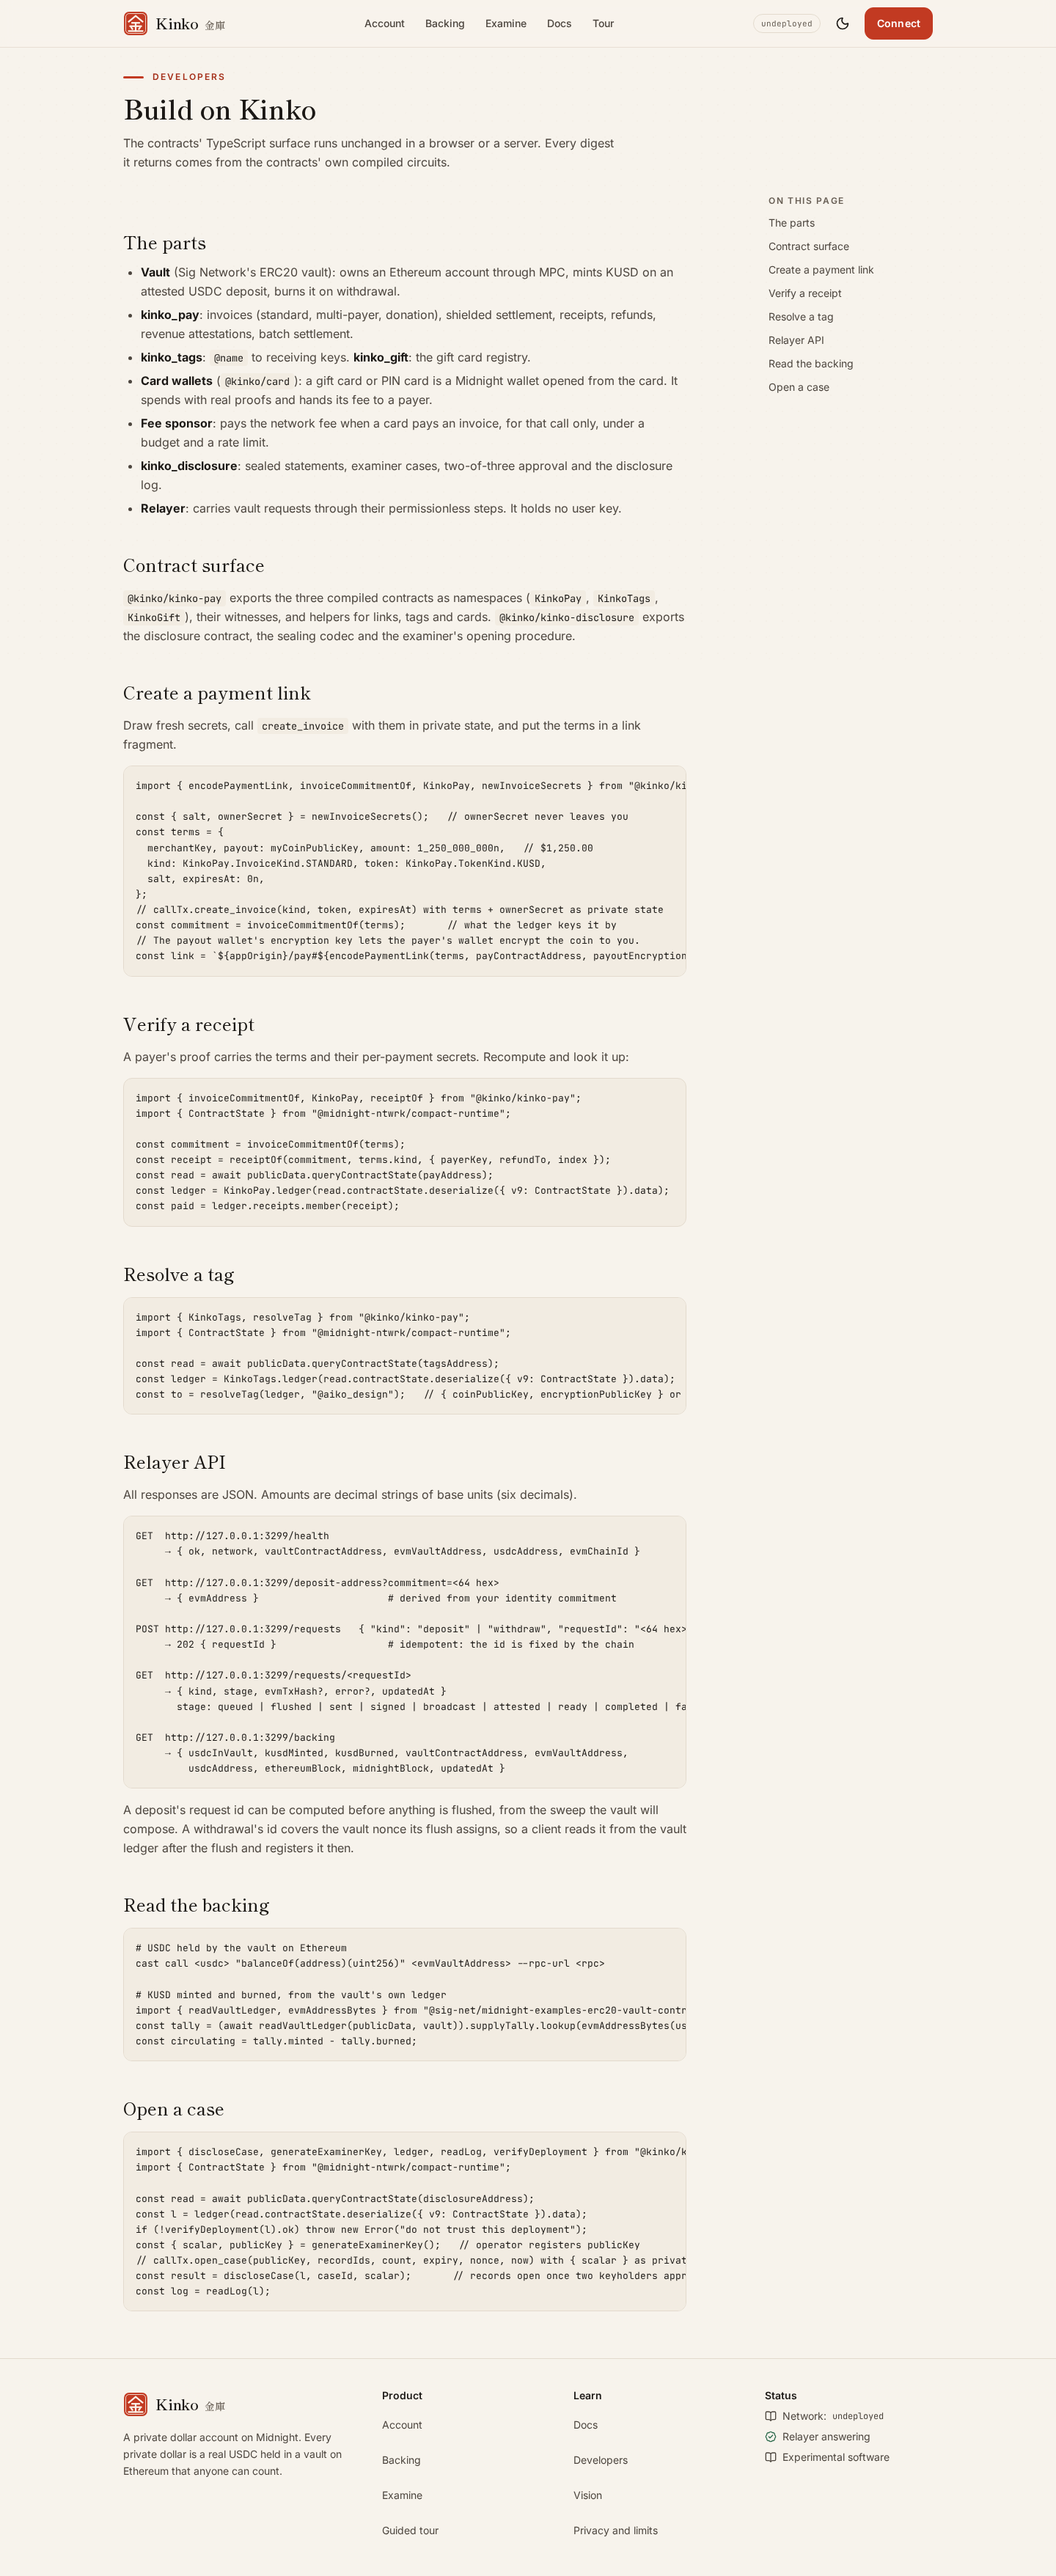 金 Kinko 金庫
Account Backing Examine Docs Tour
undeployed
Connect
DEVELOPERS
Build on Kinko
The contracts' TypeScript surface runs unchanged in a browser or a server. Every digest
it returns comes from the contracts' own compiled circuits.
ON THIS PAGE
The parts
Contract surface
Create a payment link
Verify a receipt
Resolve a tag
Relayer API
Read the backing
Open a case
The parts
• Vault (Sig Network's ERC20 vault): owns an Ethereum account through MPC, mints KUSD on an
attested USDC deposit, burns it on withdrawal.
• kinko_pay: invoices (standard, multi-payer, donation), shielded settlement, receipts, refunds,
revenue attestations, batch settlement.
• kinko_tags: @name to receiving keys. kinko_gift: the gift card registry.
• Card wallets ( @kinko/card ): a gift card or PIN card is a Midnight wallet opened from the card. It
spends with real proofs and hands its fee to a payer.
• Fee sponsor: pays the network fee when a card pays an invoice, for that call only, under a
budget and a rate limit.
• kinko_disclosure: sealed statements, examiner cases, two-of-three approval and the disclosure
log.
• Relayer: carries vault requests through their permissionless steps. It holds no user key.
Contract surface
@kinko/kinko-pay exports the three compiled contracts as namespaces ( KinkoPay , KinkoTags ,
KinkoGift ), their witnesses, and helpers for links, tags and cards. @kinko/kinko-disclosure exports
the disclosure contract, the sealing codec and the examiner's opening procedure.
Create a payment link
Draw fresh secrets, call create_invoice with them in private state, and put the terms in a link
fragment.
import { encodePaymentLink, invoiceCommitmentOf, KinkoPay, newInvoiceSecrets } from "@kinko/ki
const { salt, ownerSecret } = newInvoiceSecrets();   // ownerSecret never leaves you
const terms = {
  merchantKey, payout: myCoinPublicKey, amount: 1_250_000_000n,   // $1,250.00
  kind: KinkoPay.InvoiceKind.STANDARD, token: KinkoPay.TokenKind.KUSD,
  salt, expiresAt: 0n,
};
// callTx.create_invoice(kind, token, expiresAt) with terms + ownerSecret as private state
const commitment = invoiceCommitmentOf(terms);       // what the ledger keys it by
// The payout wallet's encryption key lets the payer's wallet encrypt the coin to you.
const link = `${appOrigin}/pay#${encodePaymentLink(terms, payContractAddress, payoutEncryption
Verify a receipt
A payer's proof carries the terms and their per-payment secrets. Recompute and look it up:
import { invoiceCommitmentOf, KinkoPay, receiptOf } from "@kinko/kinko-pay";
import { ContractState } from "@midnight-ntwrk/compact-runtime";
const commitment = invoiceCommitmentOf(terms);
const receipt = receiptOf(commitment, terms.kind, { payerKey, refundTo, index });
const read = await publicData.queryContractState(payAddress);
const ledger = KinkoPay.ledger(read.contractState.deserialize({ v9: ContractState }).data);
const paid = ledger.receipts.member(receipt);
Resolve a tag
import { KinkoTags, resolveTag } from "@kinko/kinko-pay";
import { ContractState } from "@midnight-ntwrk/compact-runtime";
const read = await publicData.queryContractState(tagsAddress);
const ledger = KinkoTags.ledger(read.contractState.deserialize({ v9: ContractState }).data);
const to = resolveTag(ledger, "@aiko_design");   // { coinPublicKey, encryptionPublicKey } or
Relayer API
All responses are JSON. Amounts are decimal strings of base units (six decimals).
GET  http://127.0.0.1:3299/health
     → { ok, network, vaultContractAddress, evmVaultAddress, usdcAddress, evmChainId }
GET  http://127.0.0.1:3299/deposit-address?commitment=<64 hex>
     → { evmAddress }                      # derived from your identity commitment
POST http://127.0.0.1:3299/requests   { "kind": "deposit" | "withdraw", "requestId": "<64 hex>
     → 202 { requestId }                   # idempotent: the id is fixed by the chain
GET  http://127.0.0.1:3299/requests/<requestId>
     → { kind, stage, evmTxHash?, error?, updatedAt }
       stage: queued | flushed | sent | signed | broadcast | attested | ready | completed | fa
GET  http://127.0.0.1:3299/backing
     → { usdcInVault, kusdMinted, kusdBurned, vaultContractAddress, evmVaultAddress,
         usdcAddress, ethereumBlock, midnightBlock, updatedAt }
A deposit's request id can be computed before anything is flushed, from the sweep the vault will
compose. A withdrawal's id covers the vault nonce its flush assigns, so a client reads it from the vault
ledger after the flush and registers it then.
Read the backing
# USDC held by the vault on Ethereum
cast call <usdc> "balanceOf(address)(uint256)" <evmVaultAddress> --rpc-url <rpc>
# KUSD minted and burned, from the vault's own ledger
import { readVaultLedger, evmAddressBytes } from "@sig-net/midnight-examples-erc20-vault-contr
const tally = (await readVaultLedger(publicData, vault)).supplyTally.lookup(evmAddressBytes(us
const circulating = tally.minted - tally.burned;
Open a case
import { discloseCase, generateExaminerKey, ledger, readLog, verifyDeployment } from "@kinko/k
import { ContractState } from "@midnight-ntwrk/compact-runtime";
const read = await publicData.queryContractState(disclosureAddress);
const l = ledger(read.contractState.deserialize({ v9: ContractState }).data);
if (!verifyDeployment(l).ok) throw new Error("do not trust this deployment");
const { scalar, publicKey } = generateExaminerKey();   // operator registers publicKey
// callTx.open_case(publicKey, recordIds, count, expiry, nonce, now) with { scalar } as privat
const result = discloseCase(l, caseId, scalar);       // records open once two keyholders appr
const log = readLog(l);
金 Kinko 金庫
A private dollar account on Midnight. Every
private dollar is a real USDC held in a vault on
Ethereum that anyone can count.
Product
Account
Backing
Examine
Guided tour
Learn
Docs
Developers
Vision
Privacy and limits
Status
Network: undeployed
Relayer answering
Experimental software